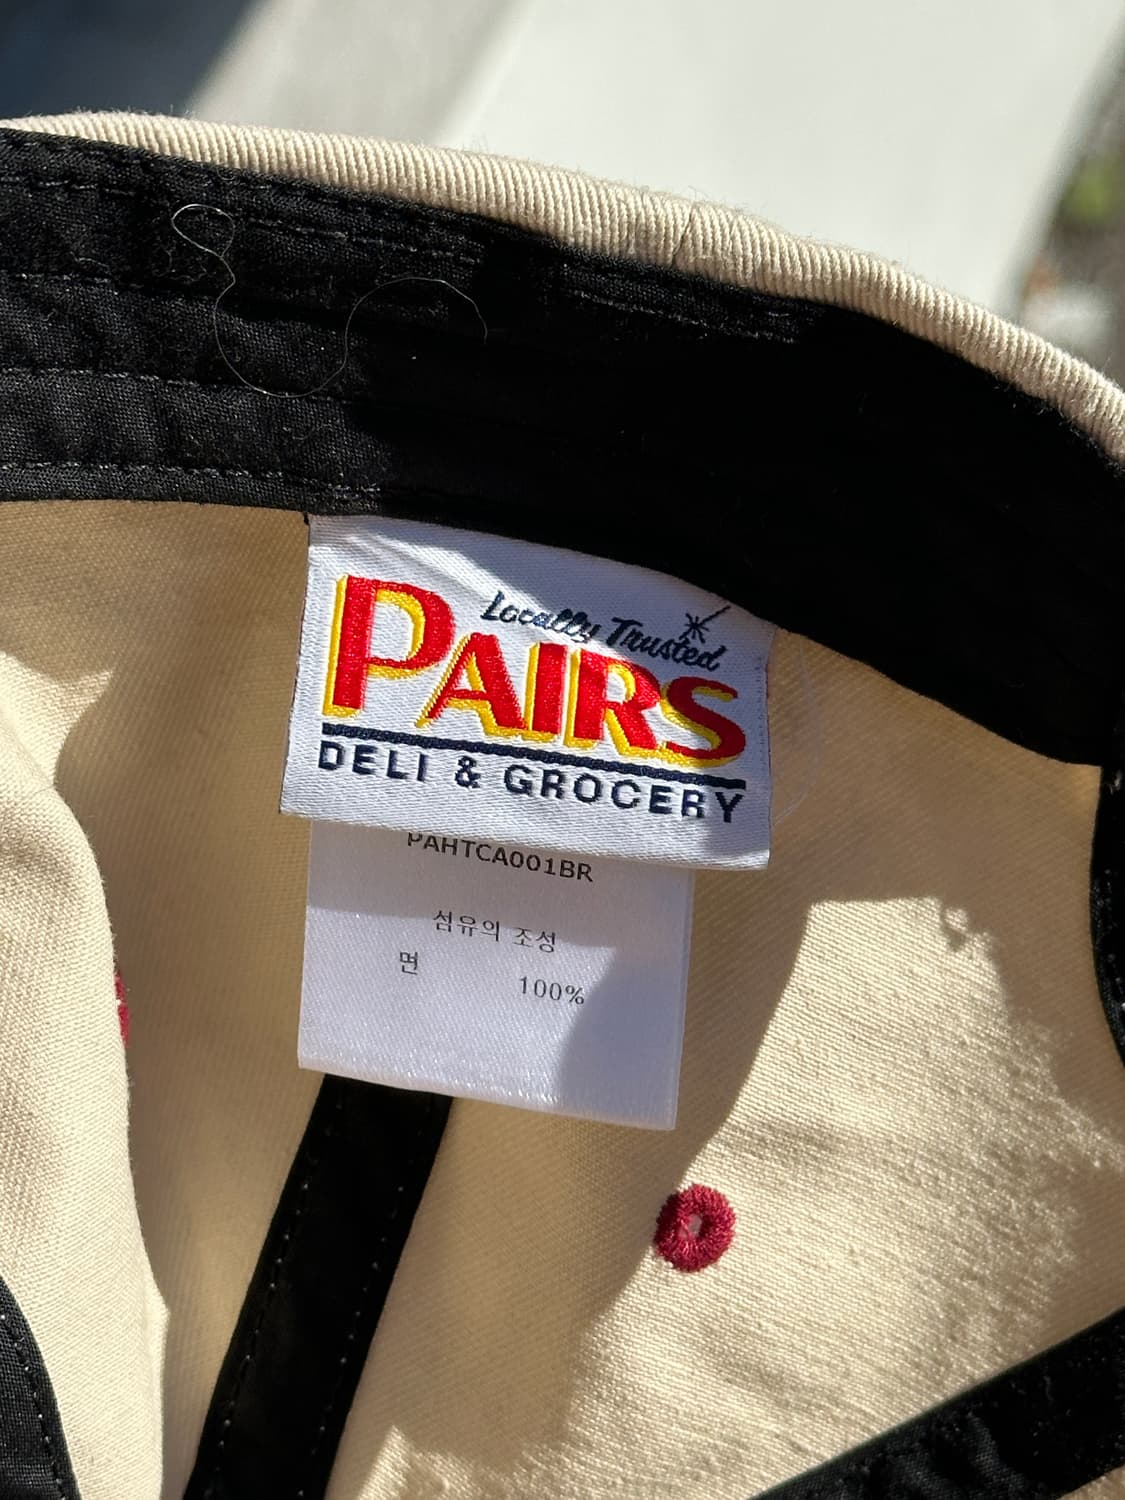 Locally Trusted
PAIRS
DELI & GROCERY
PAHTCA001BR
섬유의 조성
면 100%